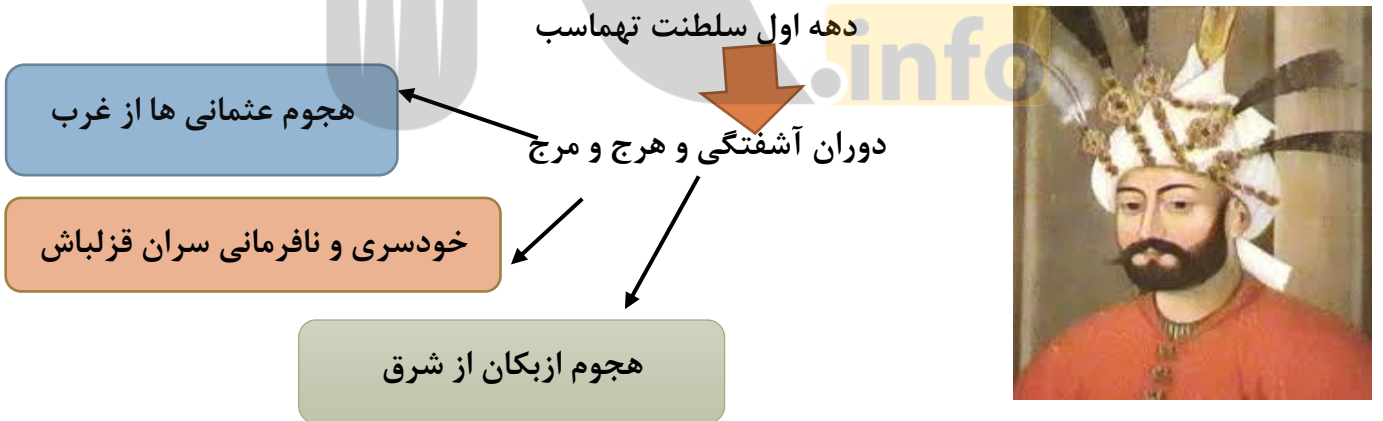 دهه اول سلطنت تهماسب
.info
دوران آشفتگی و هرج و مرج
هجوم عثمانی ها از غرب
خودسری و نافرمانی سران قزلباش
هجوم ازبکان از شرق